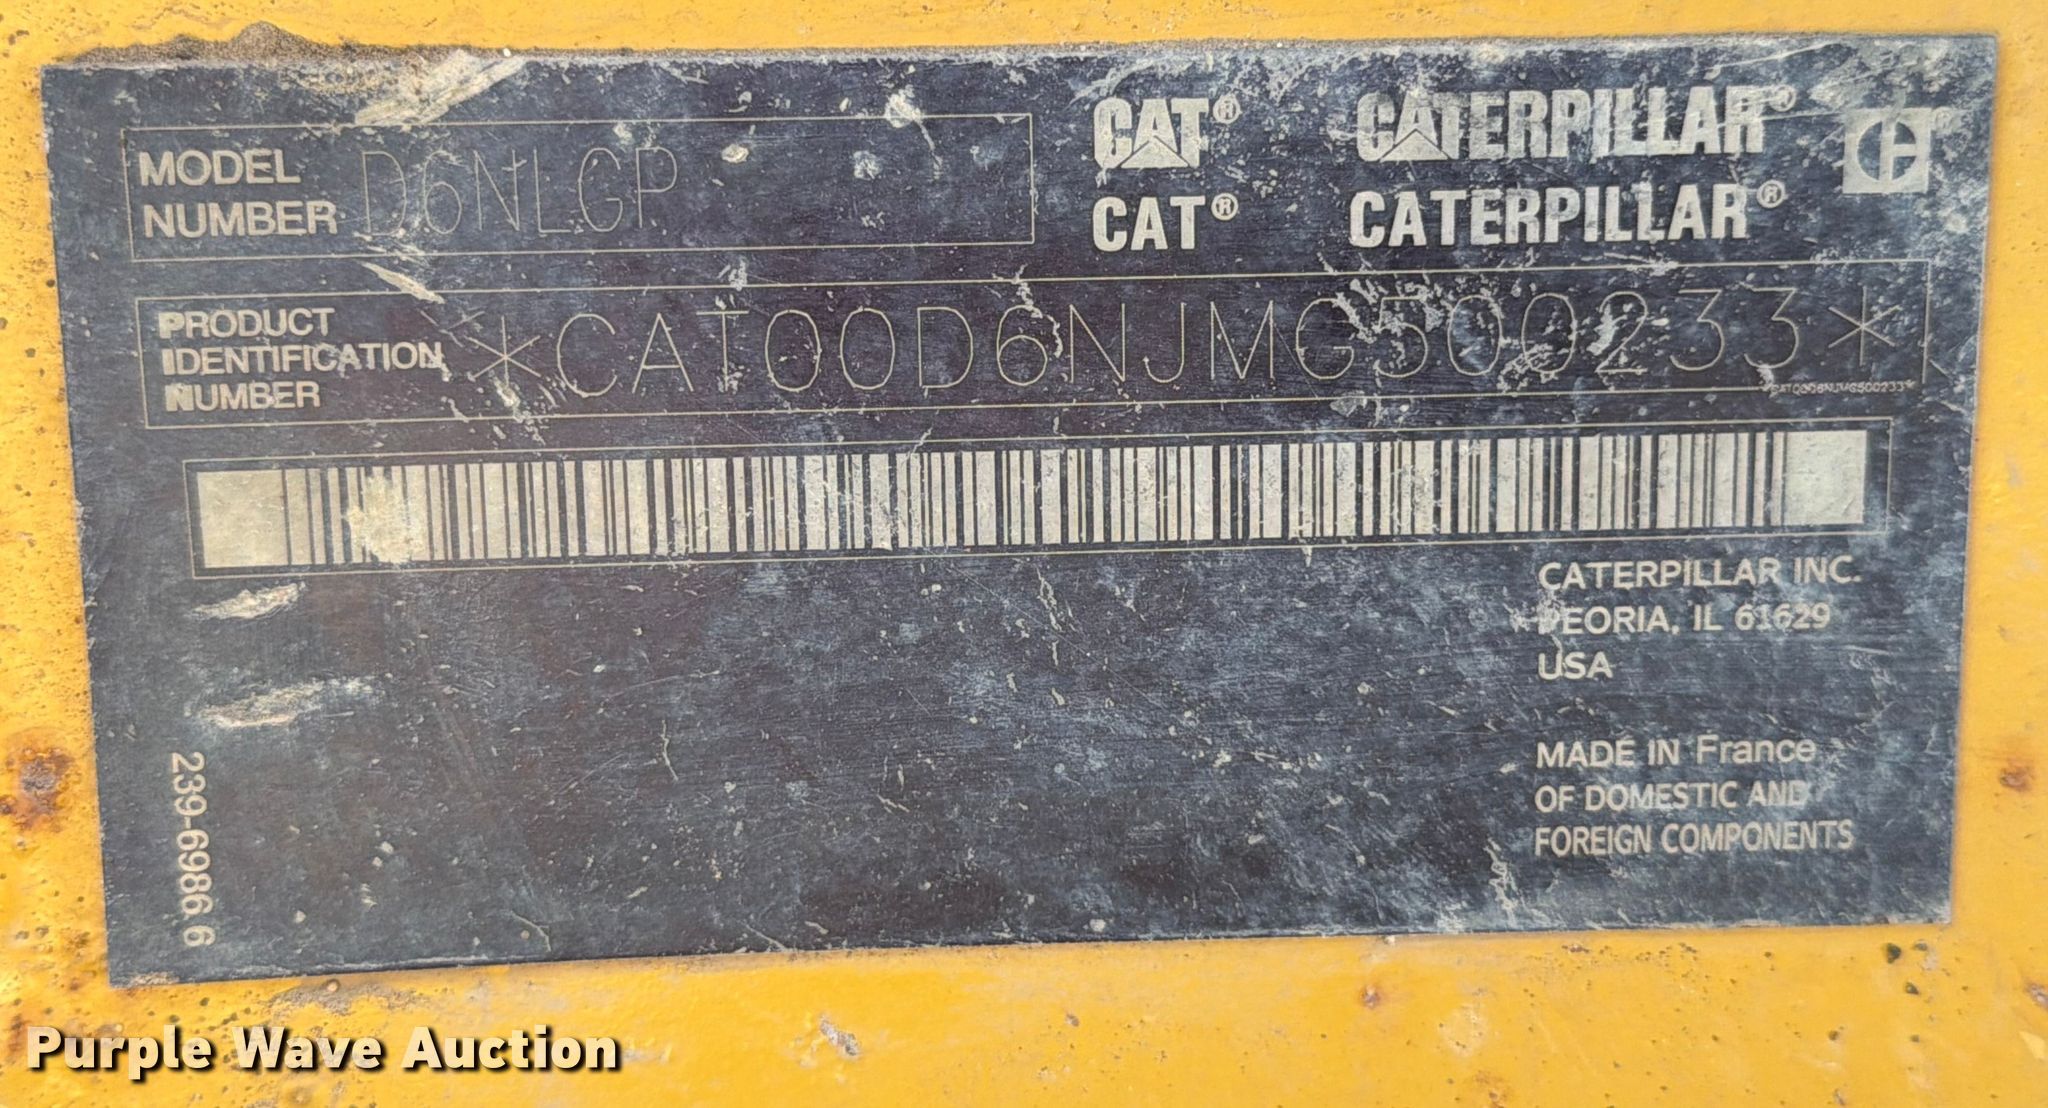 MODEL NUMBER D6NLGP
CAT® CATERPILLAR®
CAT® CATERPILLAR®
PRODUCT
IDENTIFICATION
NUMBER
*CAT00D6NJMG500233*
*CAT00D6NJMG500233*
CATERPILLAR INC.
PEORIA, IL 61629
USA
MADE IN France
OF DOMESTIC AND
FOREIGN COMPONENTS
239-6986 6
Purple Wave Auction